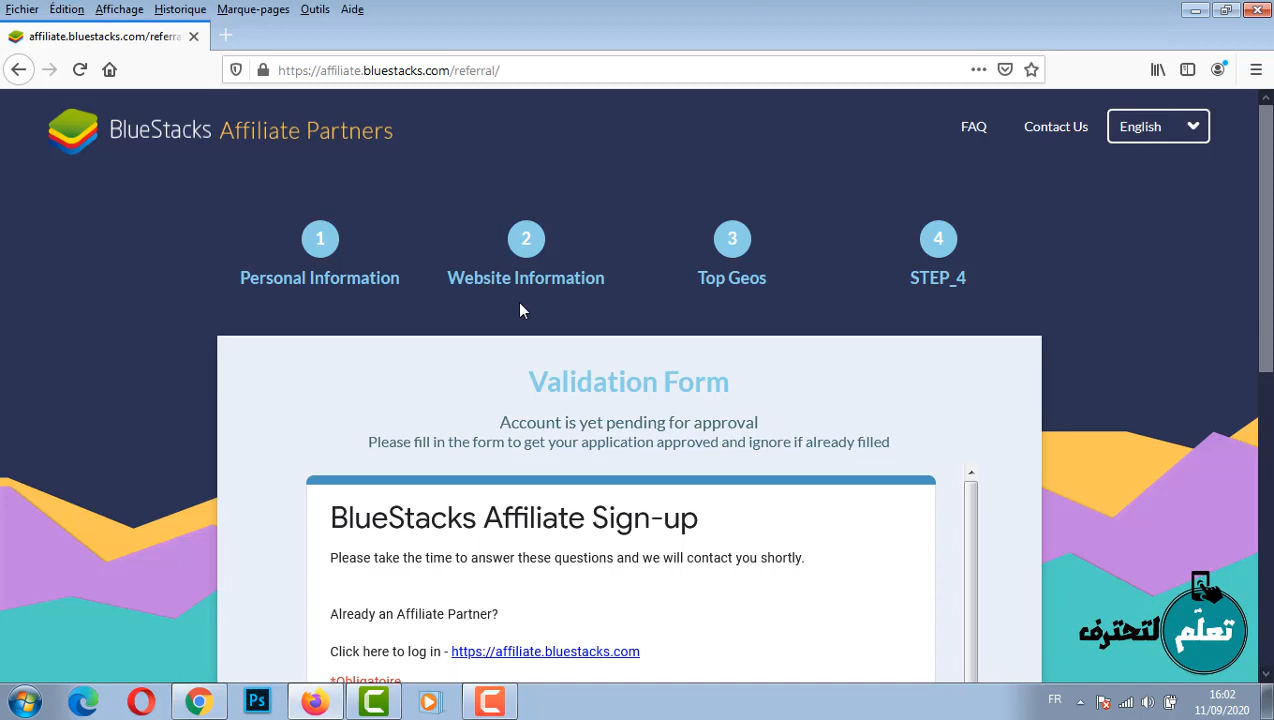 Fichier Édition Affichage Historique Marque-pages Outils Aide
affiliate.bluestacks.com/referra
https://affiliate.bluestacks.com/referral/
BlueStacks Affiliate Partners
FAQ Contact Us English
1 2 3 4
Personal Information Website Information Top Geos STEP_4
Validation Form
Account is yet pending for approval
Please fill in the form to get your application approved and ignore if already filled
BlueStacks Affiliate Sign-up
Please take the time to answer these questions and we will contact you shortly.
Already an Affiliate Partner?
Click here to log in - https://affiliate.bluestacks.com
*Obligatoire
تعلّم لتحترف
Ps
FR
16:02
11/09/2020